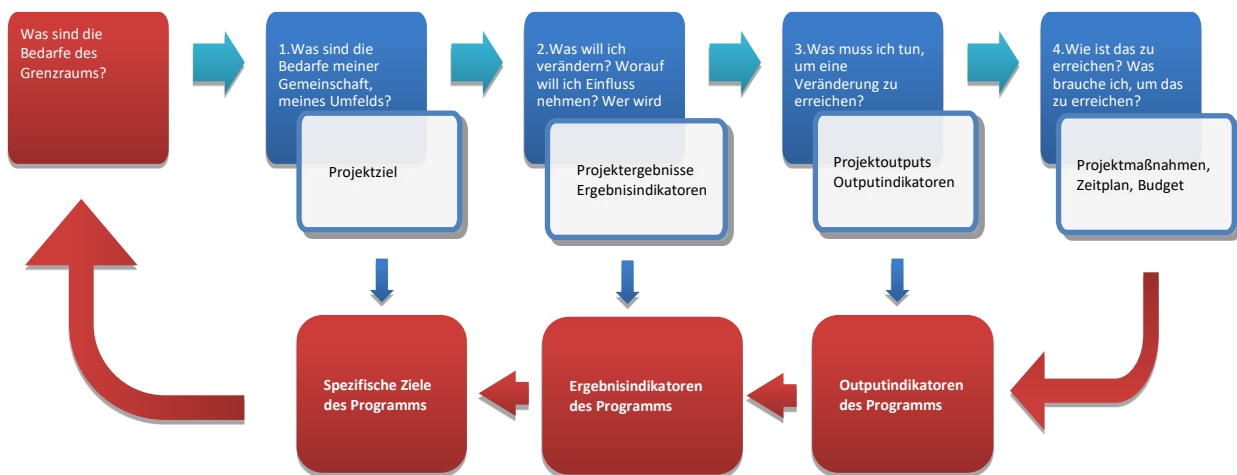 Was sind die
Bedarfe des
Grenzraums?
1.Was sind die
Bedarfe meiner
Gemeinschaft,
meines Umfelds?
Projektziel
2.Was will ich
verändern? Worauf
will ich Einfluss
nehmen? Wer wird
Projektergebnisse
Ergebnisindikatoren
3.Was muss ich tun,
um eine
Veränderung zu
erreichen?
Projektoutputs
Outputindikatoren
4.Wie ist das zu
erreichen? Was
brauche ich, um das
zu erreichen?
Projektmaßnahmen,
Zeitplan, Budget
Spezifische Ziele
des Programms
Ergebnisindikatoren
des Programms
Outputindikatoren
des Programms